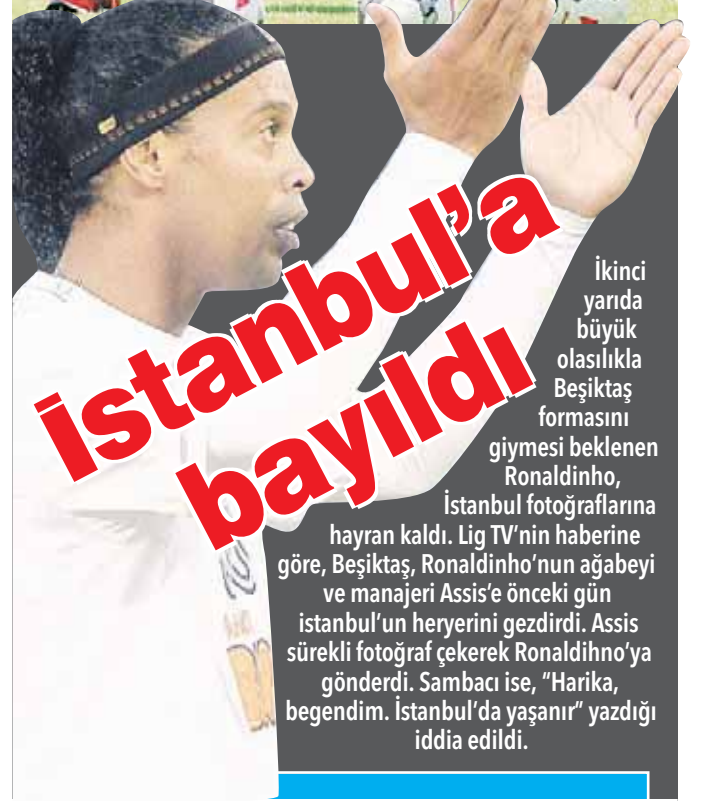 İstanbul'a
bayıldı
İkinci
yarıda
büyük
olasılıkla
Beşiktaş
formasını
giymesi beklenen
Ronaldinho,
İstanbul fotoğraflarına
hayran kaldı. Lig TV'nin haberine
göre, Beşiktaş, Ronaldinho'nun ağabeyi
ve manajeri Assis'e önceki gün
istanbul'un heryerini gezdirdi. Assis
sürekli fotoğraf çekerek Ronaldihno'ya
gönderdi. Sambacı ise, "Harika,
begendim. İstanbul'da yaşanır" yazdığı
iddia edildi.